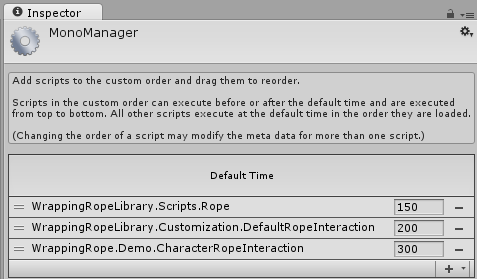 Inspector
MonoManager
Add scripts to the custom order and drag them to reorder.
Scripts in the custom order can execute before or after the default time and are executed
from top to bottom. All other scripts execute at the default time in the order they are loaded.
(Changing the order of a script may modify the meta data for more than one script.)
Default Time
WrappingRopeLibrary.Scripts.Rope 150
WrappingRopeLibrary.Customization.DefaultRopeInteraction 200
WrappingRope.Demo.CharacterRopeInteraction 300